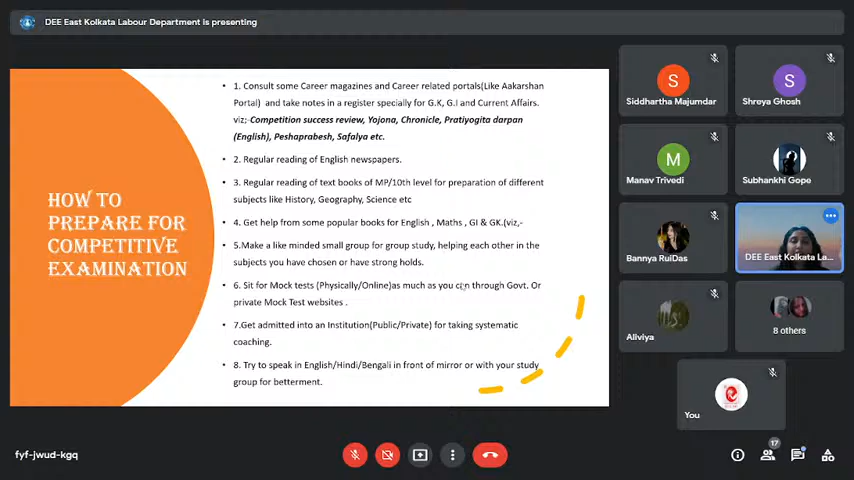 DEE East Kolkata Labour Department is presenting
HOW TO
PREPARE FOR
COMPETITIVE
EXAMINATION
• 1. Consult some Career magazines and Career related portals(Like Aakarshan
Portal) and take notes in a register specially for G.K, G.I and Current Affairs.
viz;-Competition success review, Yojona, Chronicle, Pratiyogita darpan
(English), Peshaprabesh, Safalya etc.
• 2. Regular reading of English newspapers.
• 3. Regular reading of text books of MP/10th level for preparation of different
subjects like History, Geography, Science etc
• 4. Get help from some popular books for English , Maths , GI & GK.(viz,-
• 5.Make a like minded small group for group study, helping each other in the
subjects you have chosen or have strong holds.
• 6. Sit for Mock tests (Physically/Online)as much as you can through Govt. Or
private Mock Test websites .
• 7.Get admitted into an Institution(Public/Private) for taking systematic
coaching.
• 8. Try to speak in English/Hindi/Bengali in front of mirror or with your study
group for betterment.
S
Siddhartha Majumdar
S
Shreya Ghosh
M
Manav Trivedi
Subhankhi Gope
Bannya RuiDas
DEE East Kolkata La...
Aliviya
8 others
You
fyf-jwud-kgq
17